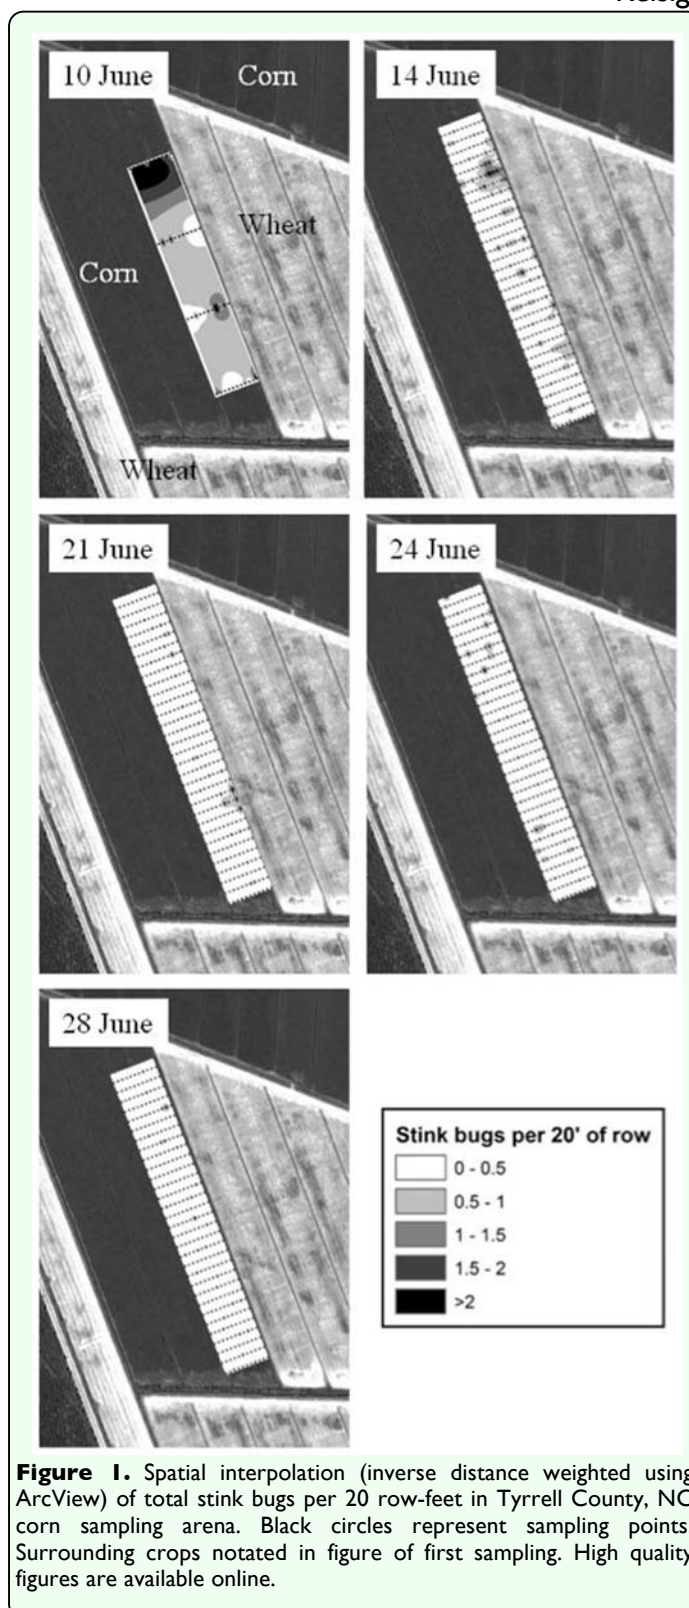 10 June
Corn
14 June
Wheat
Corn
Wheat
21 June
24 June
28 June
Stink bugs per 20' of row
0 - 0.5
0.5 - 1
1 - 1.5
1.5 - 2
>2
Figure 1. Spatial interpolation (inverse distance weighted using
ArcView) of total stink bugs per 20 row-feet in Tyrrell County, NC
corn sampling arena. Black circles represent sampling points
Surrounding crops notated in figure of first sampling. High quality
figures are available online.